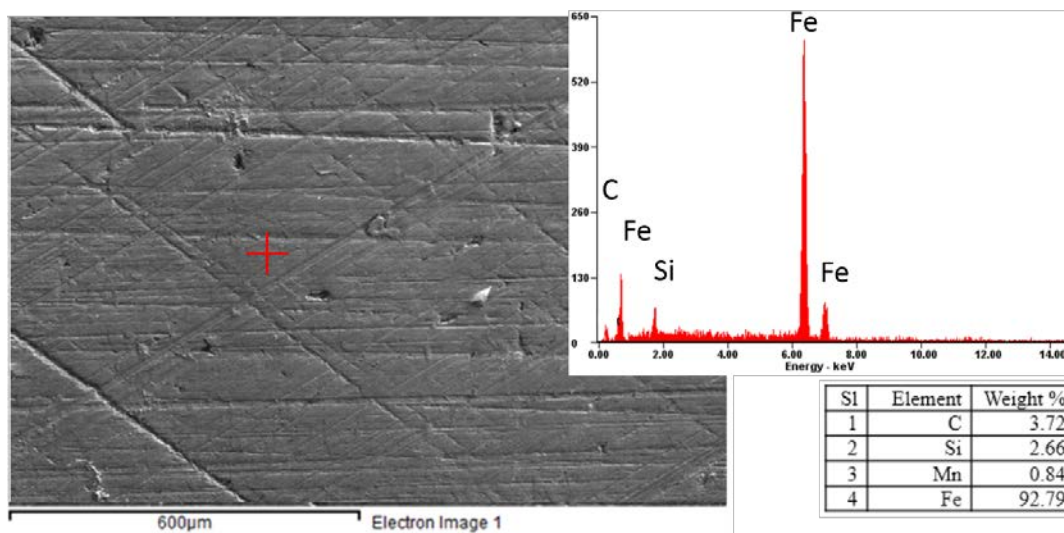 650
520
390
260
130
0
C
Fe
Si
Fe
Fe
0.00 2.00 4.00 6.00 8.00 10.00 12.00 14.00
Energy - keV
600µm
Electron Image 1
Sl Element Weight %
1 C 3.72
2 Si 2.66
3 Mn 0.84
4 Fe 92.79